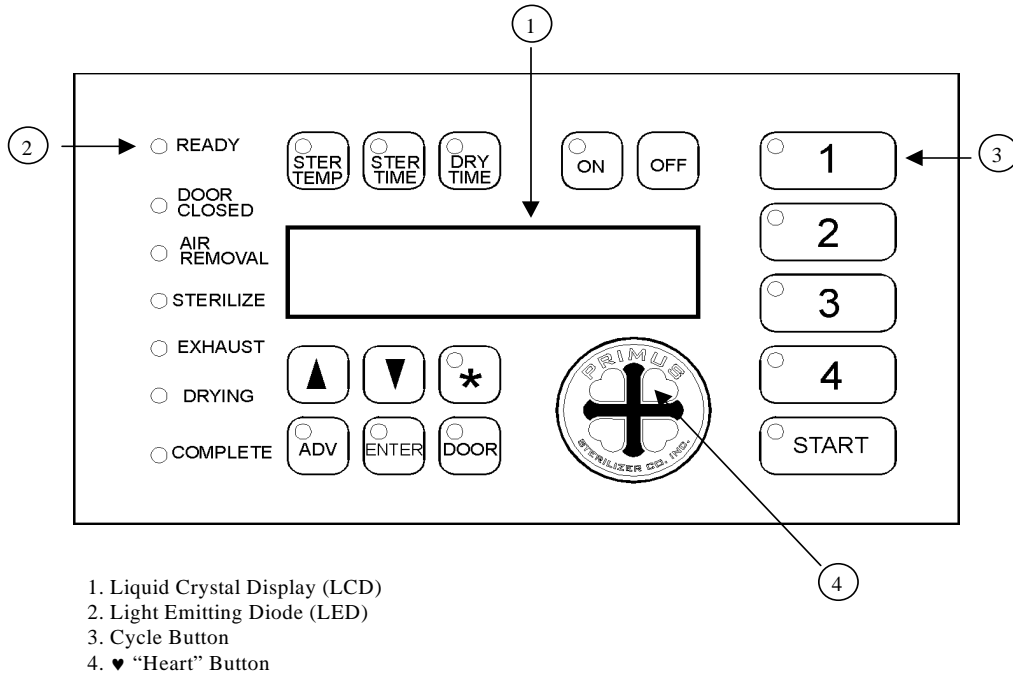 1
2
3
4
READY
DOOR
CLOSED
AIR
REMOVAL
STERILIZE
EXHAUST
DRYING
COMPLETE
STER
TEMP
STER
TIME
DRY
TIME
ON
OFF
*
ADV
ENTER
DOOR
PRIMUS
STERILIZER CO. INC.
1
2
3
4
START
1. Liquid Crystal Display (LCD)
2. Light Emitting Diode (LED)
3. Cycle Button
4. ♥ “Heart” Button